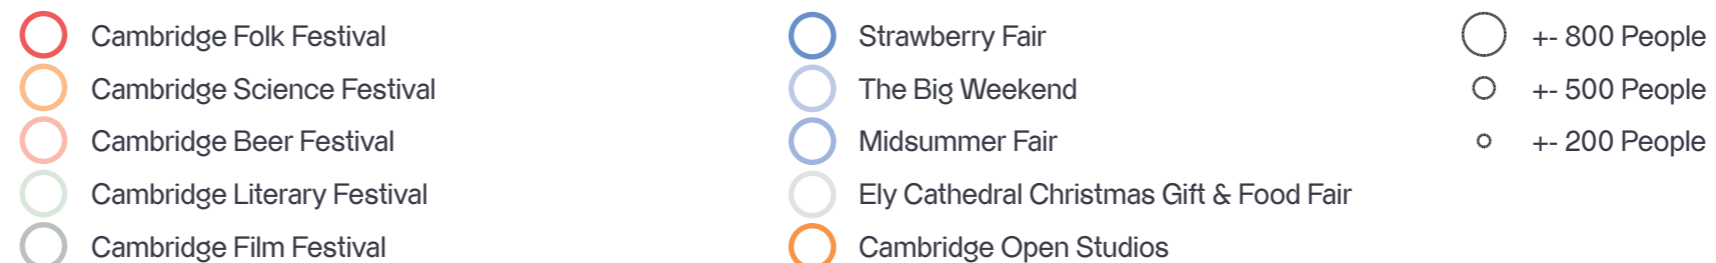 Cambridge Folk Festival
Cambridge Science Festival
Cambridge Beer Festival
Cambridge Literary Festival
Cambridge Film Festival
Strawberry Fair
The Big Weekend
Midsummer Fair
Ely Cathedral Christmas Gift & Food Fair
Cambridge Open Studios
+- 800 People
+- 500 People
+- 200 People